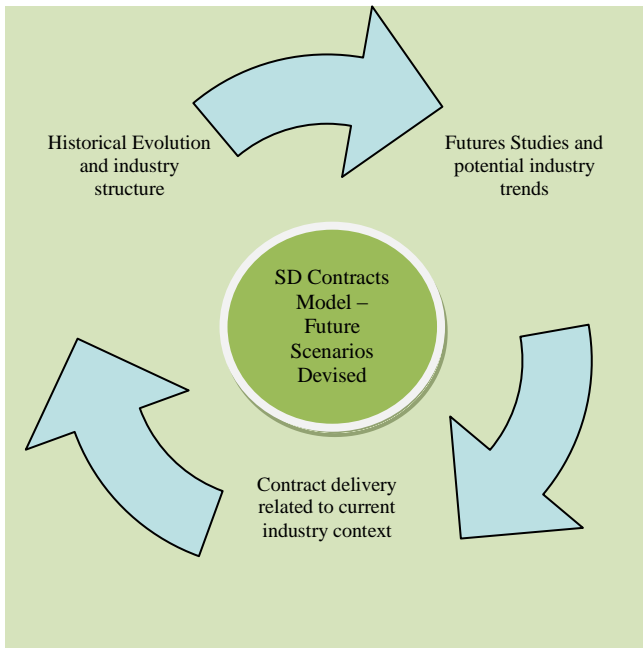 Historical Evolution
and industry
structure
Futures Studies and
potential industry
trends
SD Contracts
Model –
Future
Scenarios
Devised
Contract delivery
related to current
industry context